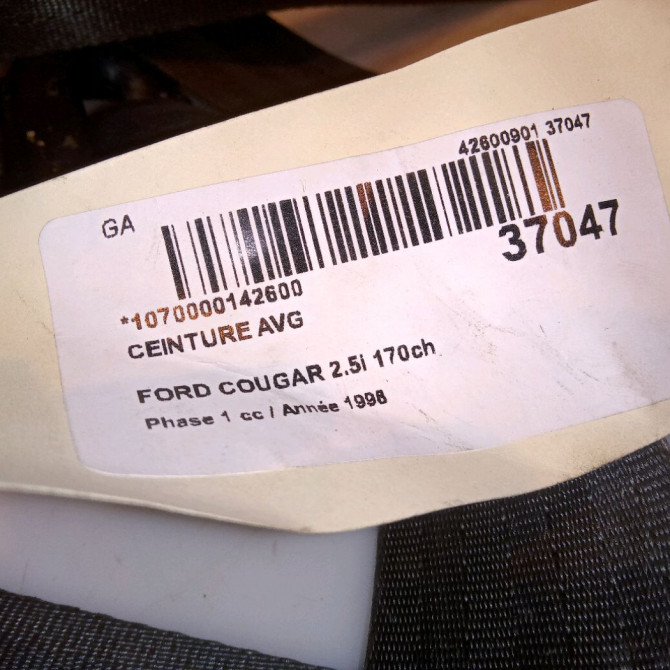 42600901 37047
GA
37047
*1070000142600
CEINTURE AVG
FORD COUGAR 2.5i 170ch
Phase 1 cc / Année 1998